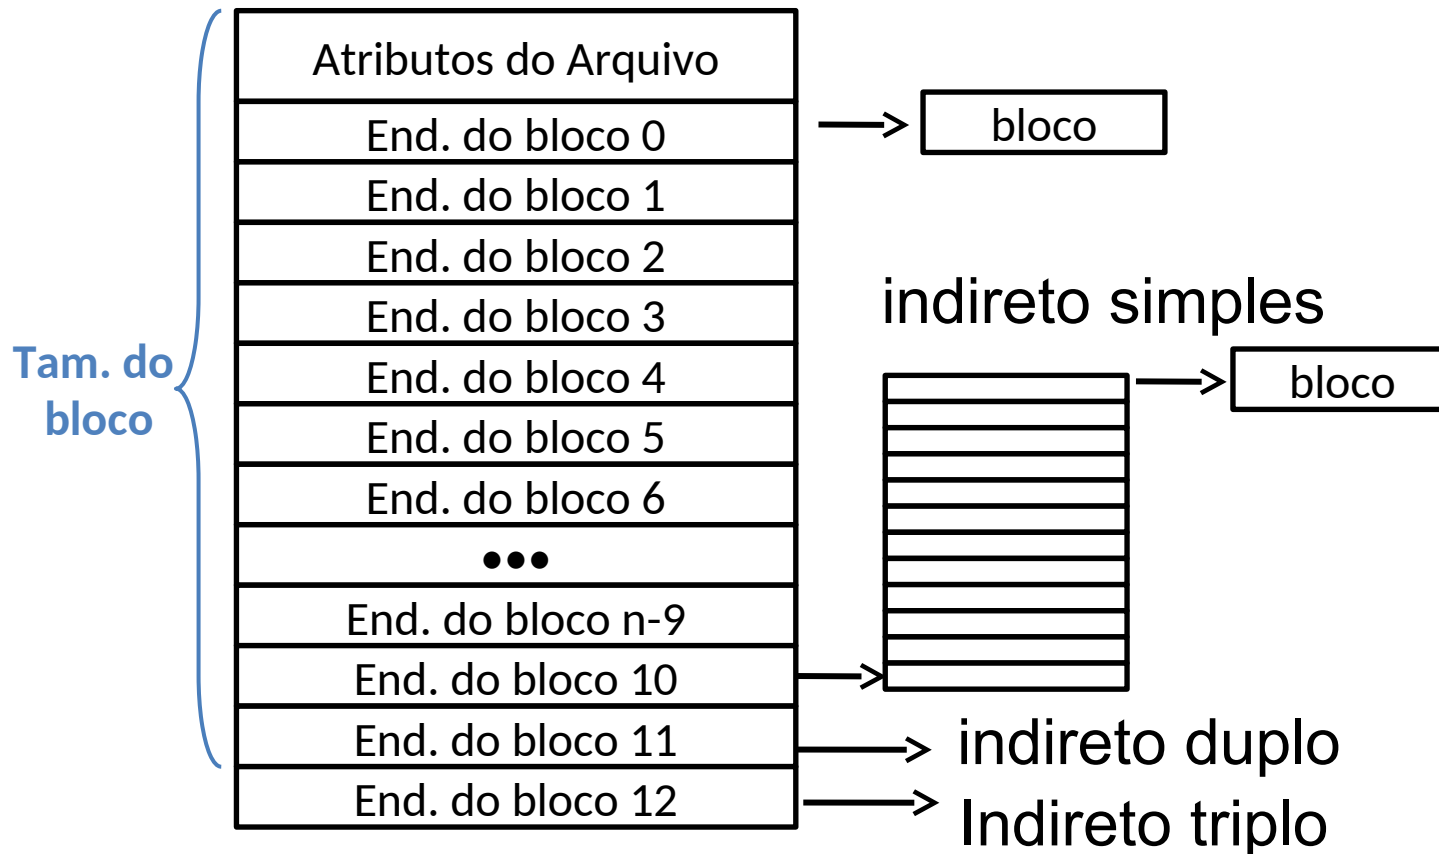 Atributos do Arquivo
End. do bloco 0
bloco
End. do bloco 1
End. do bloco 2
End. do bloco 3
indireto simples
Tam. do
bloco
End. do bloco 4
bloco
End. do bloco 5
End. do bloco 6
•••
End. do bloco n-9
End. do bloco 10
End. do bloco 11
indireto duplo
End. do bloco 12
Indireto triplo